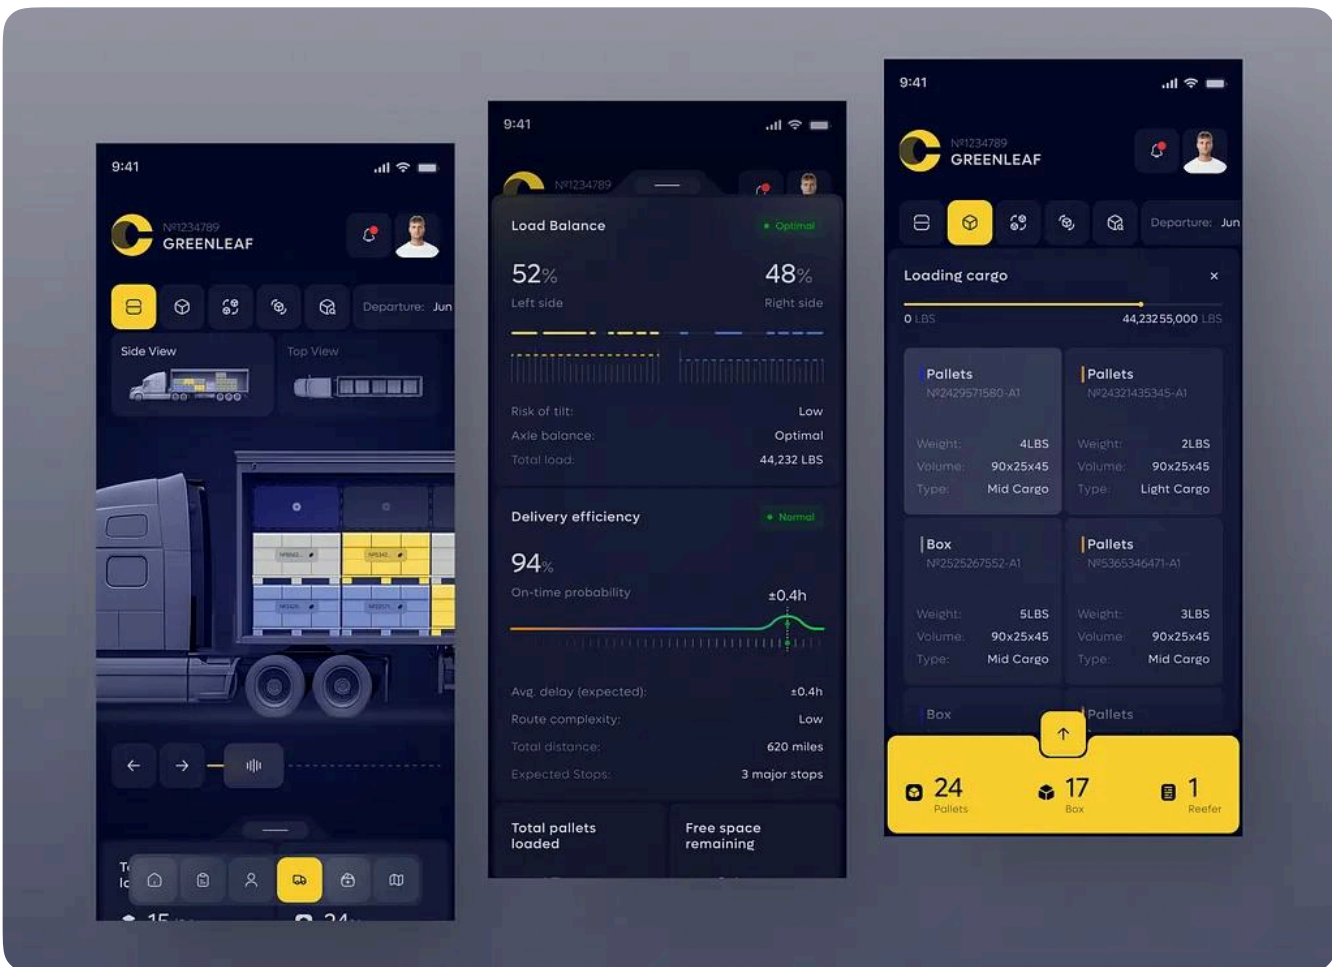 9:41
Nº1234789
GREENLEAF
Departure: Jun
Side View
Top View
15
24
9:41
Nº1234789
Load Balance
Optimal
52%
48%
Left side
Right side
Risk of tilt:
Low
Axle balance:
Optimal
Total load:
44,232 LBS
Delivery efficiency
Normal
94%
On-time probability
±0.4h
Avg. delay (expected):
±0.4h
Route complexity:
Low
Total distance:
620 miles
Expected Stops:
3 major stops
Total pallets
loaded
Free space
remaining
9:41
Nº1234789
GREENLEAF
Departure: Jun
Loading cargo
0 LBS
44,23255,000 LBS
Pallets
Nº2429571580-A1
Weight: 4LBS
Volume: 90x25x45
Type: Mid Cargo
Pallets
Nº2432143534S-A1
Weight: 2LBS
Volume: 90x25x45
Type: Light Cargo
Box
Nº2525267552-A1
Weight: 5LBS
Volume: 90x25x45
Type: Mid Cargo
Pallets
Nº5365346471-A1
Weight: 3LBS
Volume: 90x25x45
Type: Mid Cargo
Box
Pallets
24
Pallets
17
Box
1
Reefer